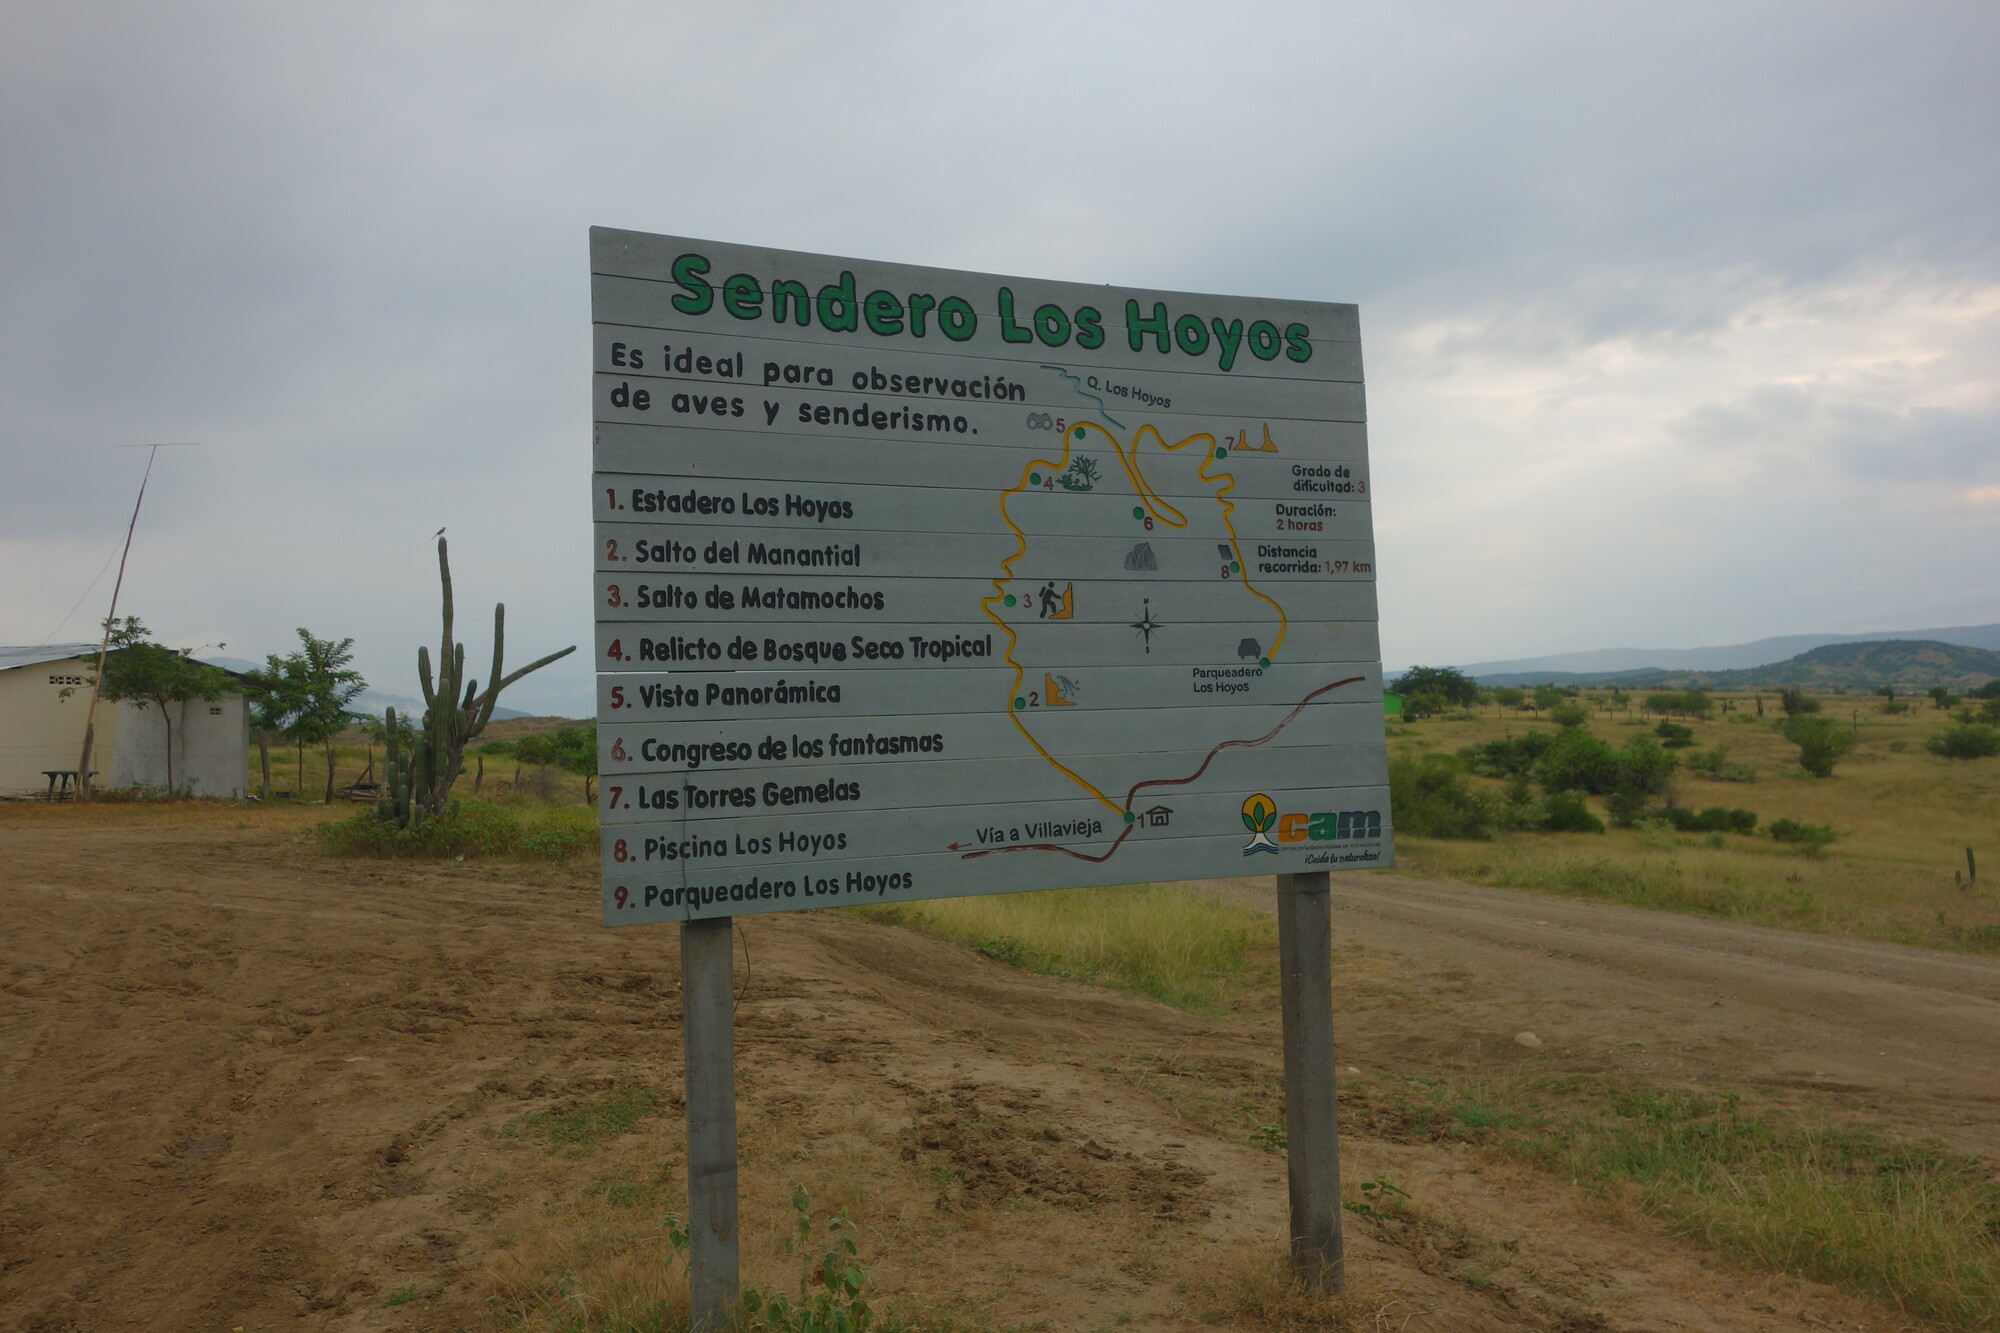 Sendero Los Hoyos
Es ideal para observación
de aves y senderismo.
1. Estadero Los Hoyos
2. Salto del Manantial
3. Salto de Matamochos
4. Relicto de Bosque Seco Tropical
5. Vista Panorámica
6. Congreso de los fantasmas
7. Las Torres Gemelas
8. Piscina Los Hoyos
9. Parqueadero Los Hoyos
Q. Los Hoyos
5
7
4
6
8
3
2
1
N
S
Grado de
dificultad: 3
Duración:
2 horas
Distancia
recorrida: 1,97 km
Parqueadero
Los Hoyos
Vía a Villavieja
cam
¡Cuida tu naturaleza!